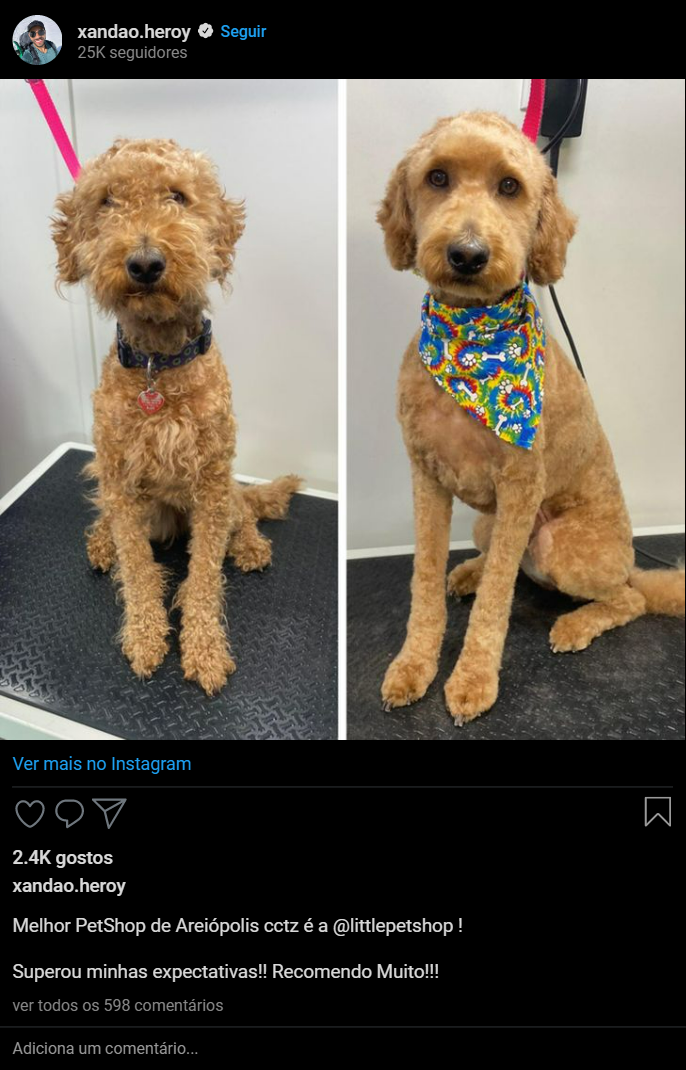 xandao.heroy Seguir
25K seguidores
Ver mais no Instagram
2.4K gostos
xandao.heroy
Melhor PetShop de Areiópolis cctz é a @littlepetshop !
Superou minhas expectativas!! Recomendo Muito!!!
ver todos os 598 comentários
Adiciona um comentário...